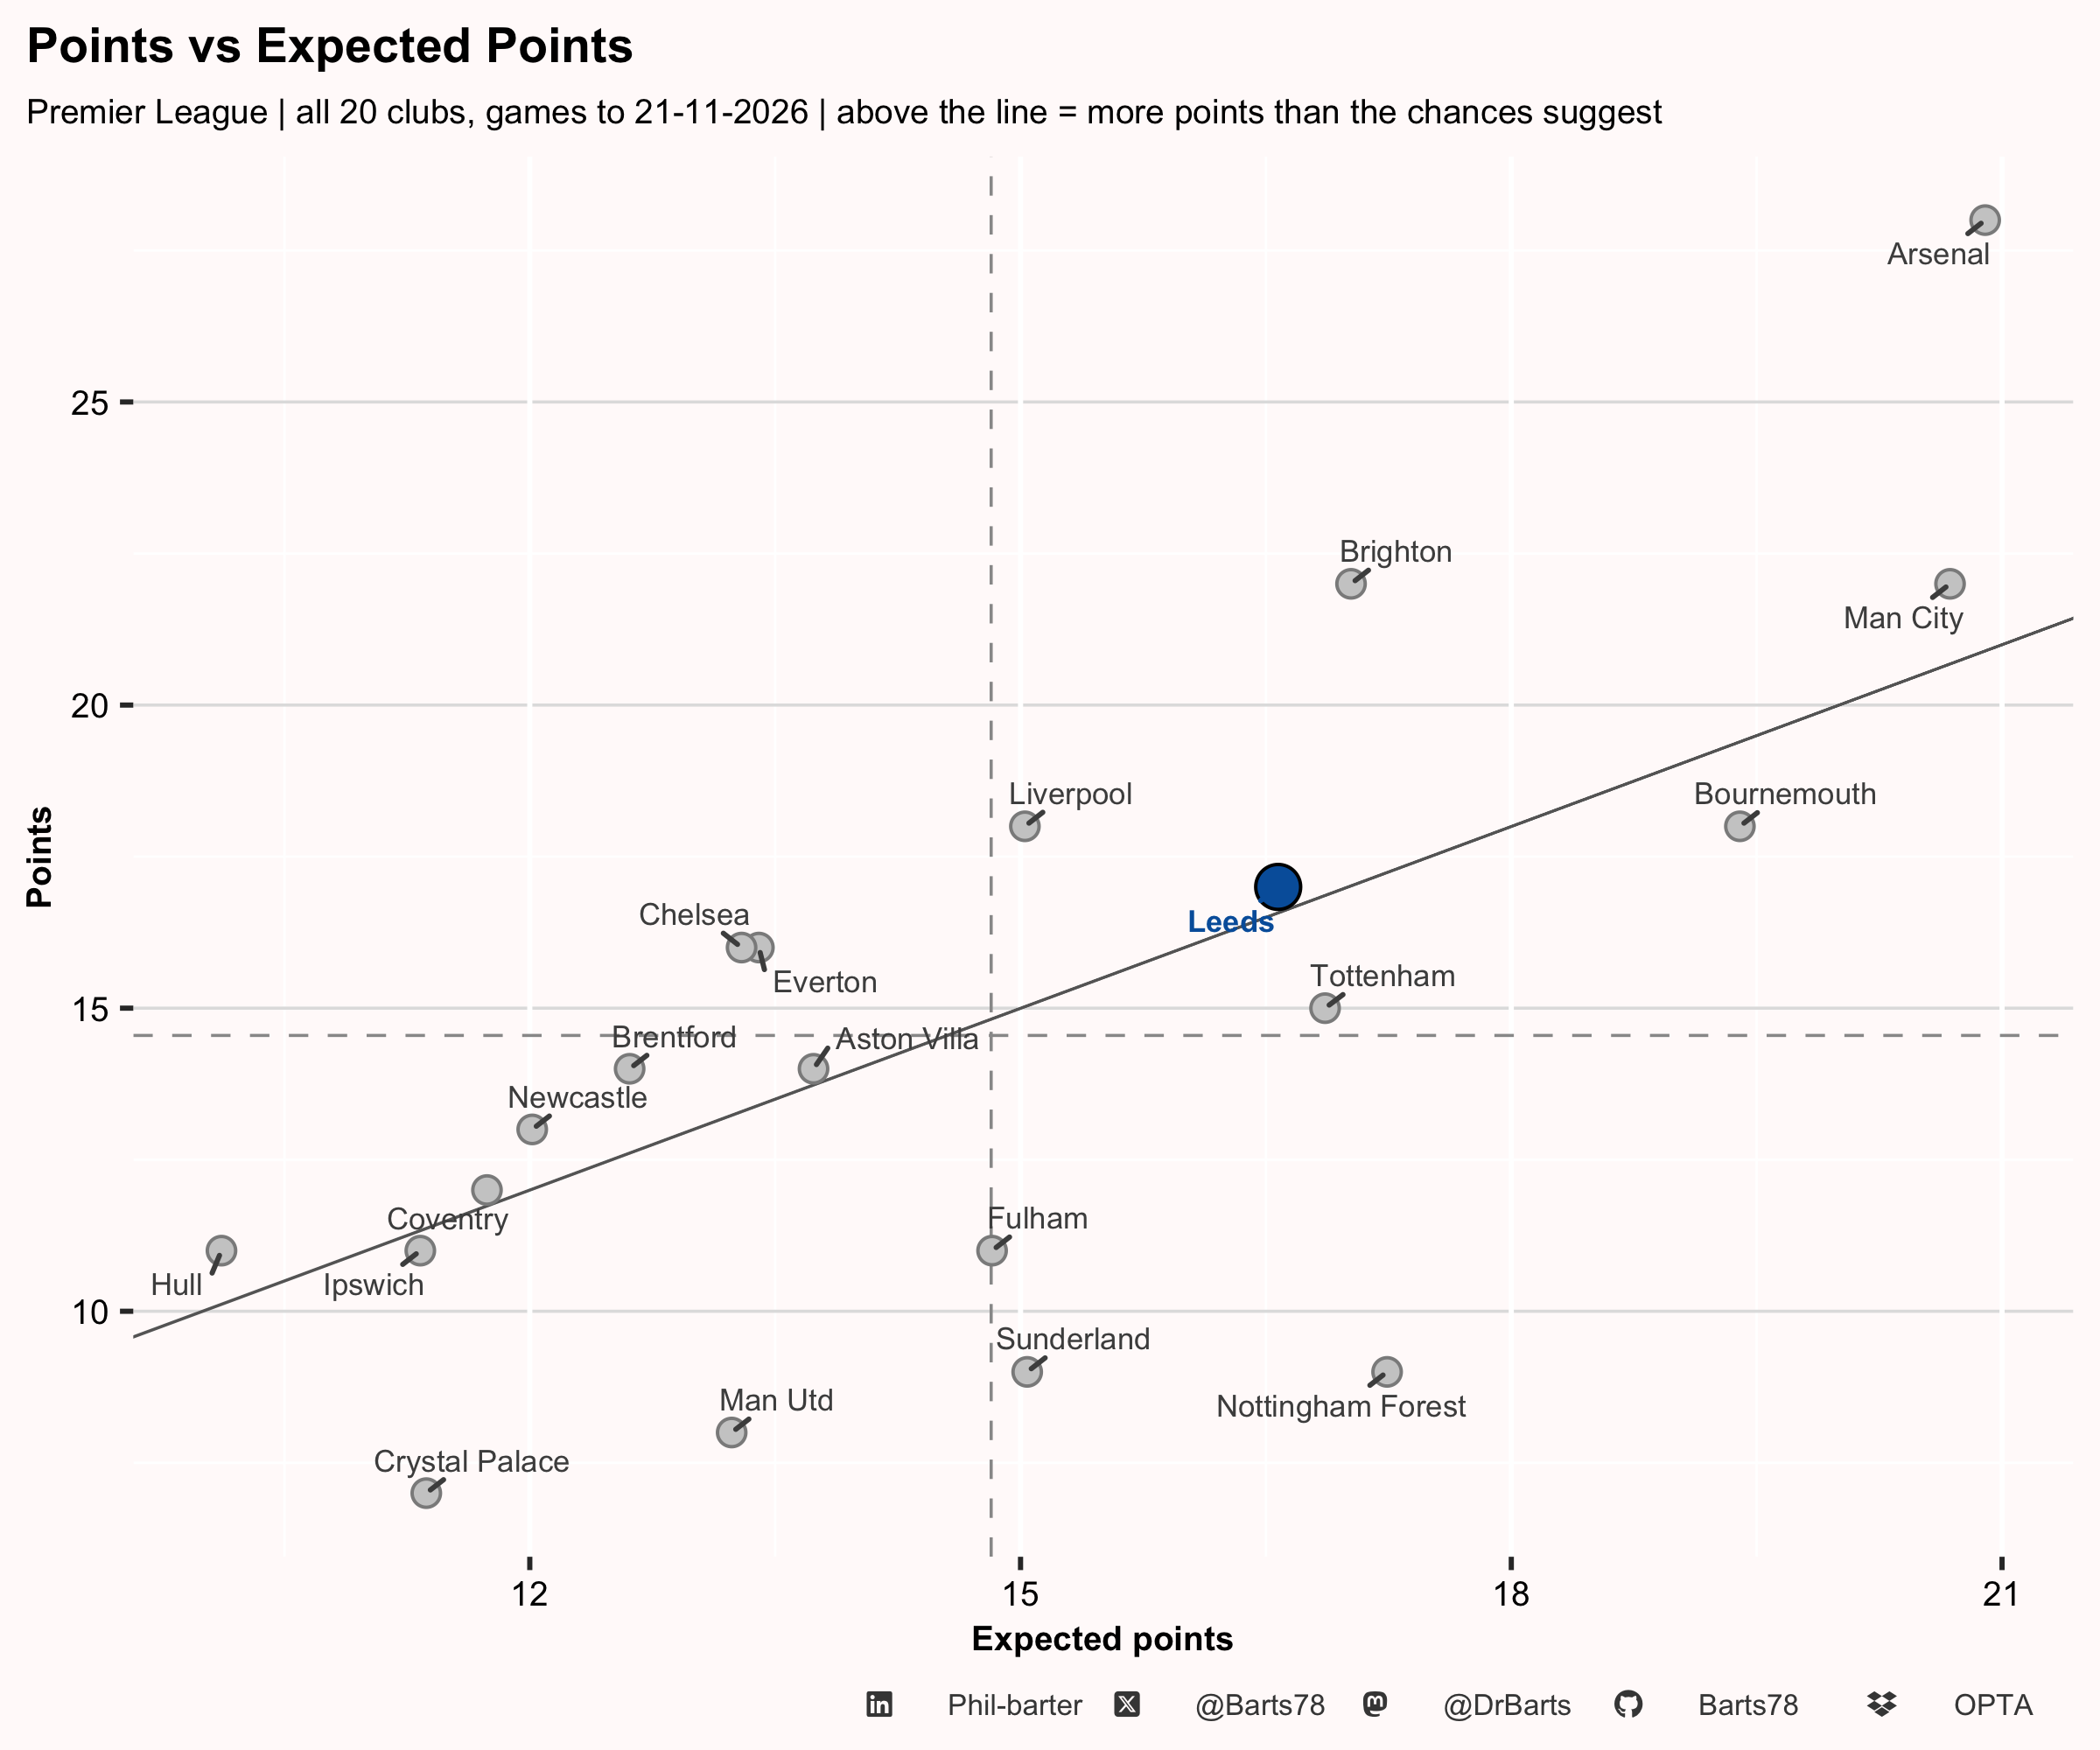 Points vs Expected Points
Premier League | all 20 clubs, games to 21-11-2026 | above the line = more points than the chances suggest
Arsenal
25
Brighton
Man City
20
Liverpool
Bournemouth
Points
Chelsea
Leeds
Everton
Tottenham
15
Brentford
Aston Villa
Newcastle
Coventry
Fulham
Hull
Ipswich
10
Sunderland
Man Utd
Nottingham Forest
Crystal Palace
12 15 18 21
Expected points
Phil-barter @Barts78 @DrBarts Barts78 OPTA